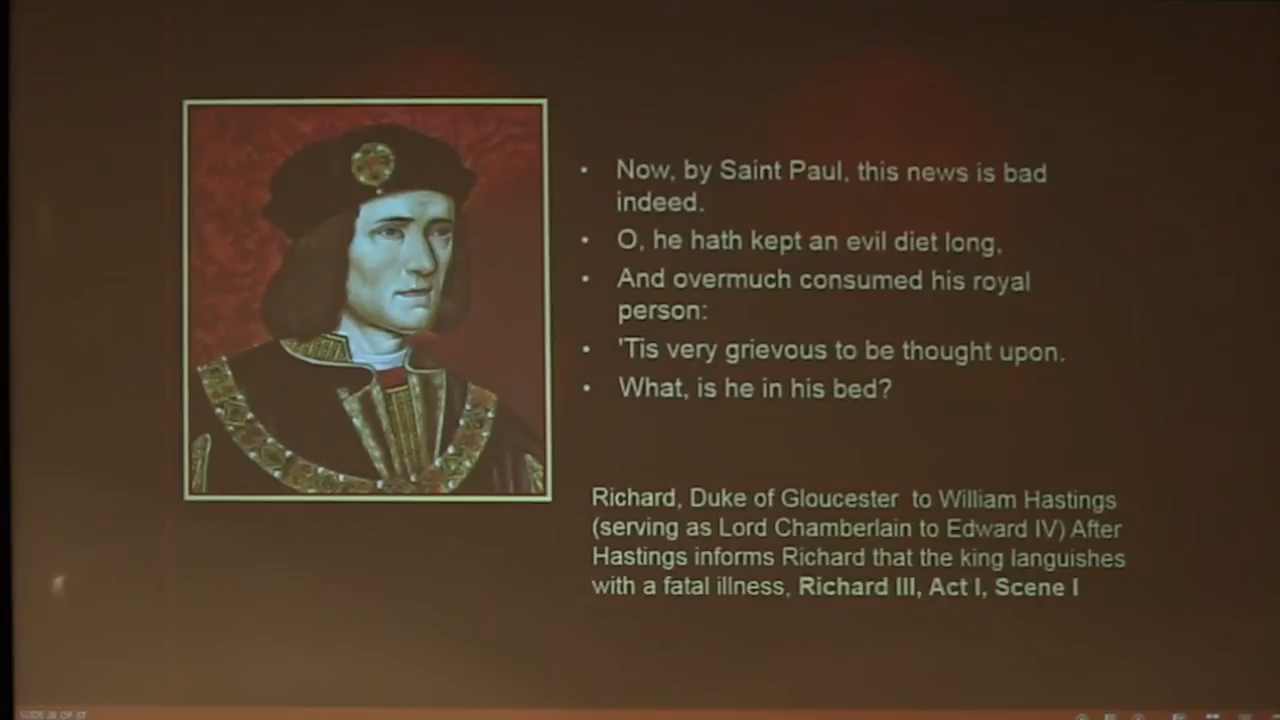 • Now, by Saint Paul, this news is bad
indeed.
• O, he hath kept an evil diet long,
• And overmuch consumed his royal
person:
• 'Tis very grievous to be thought upon.
• What, is he in his bed?
Richard, Duke of Gloucester to William Hastings
(serving as Lord Chamberlain to Edward IV) After
Hastings informs Richard that the king languishes
with a fatal illness, Richard III, Act I, Scene I